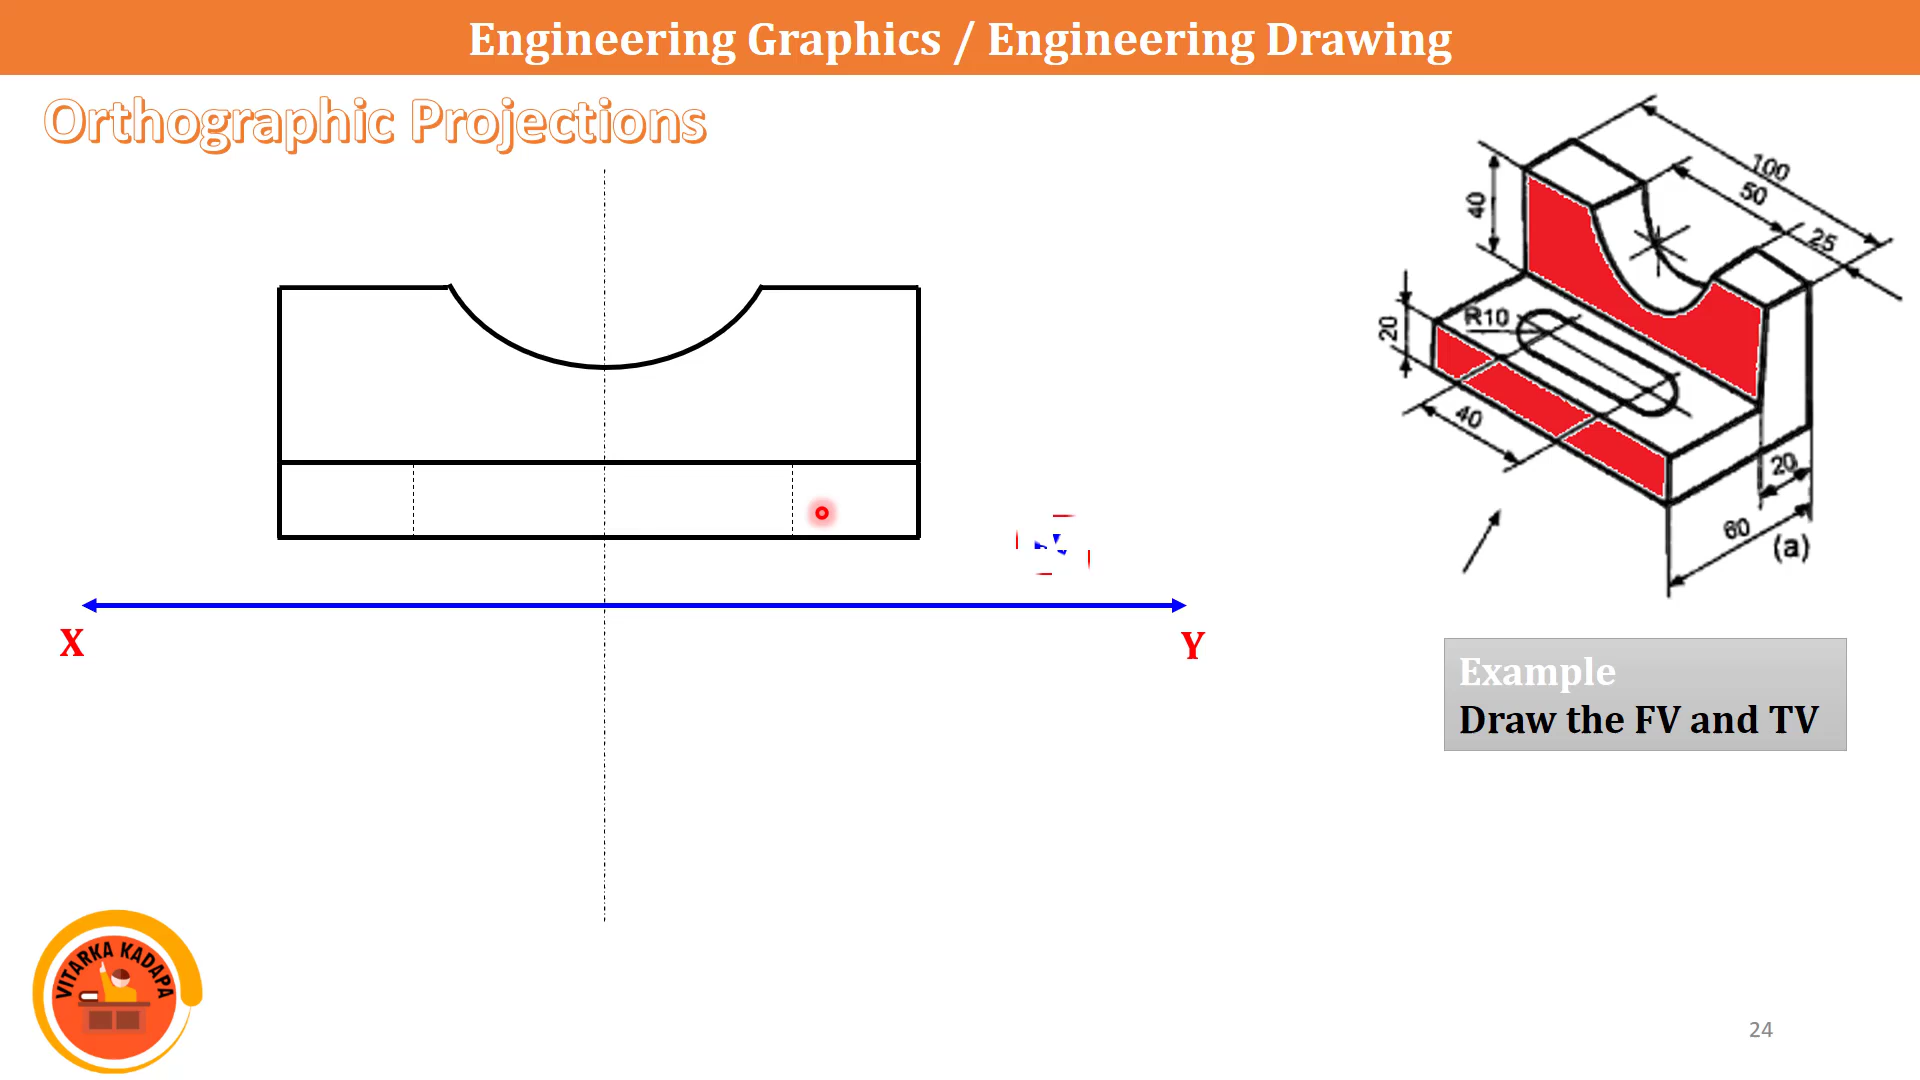 Engineering Graphics / Engineering Drawing
Orthographic Projections
100
50
25
40
20
R10
40
20
60
(a)
X
Y
Example
Draw the FV and TV
VITARKA KADAPA
24